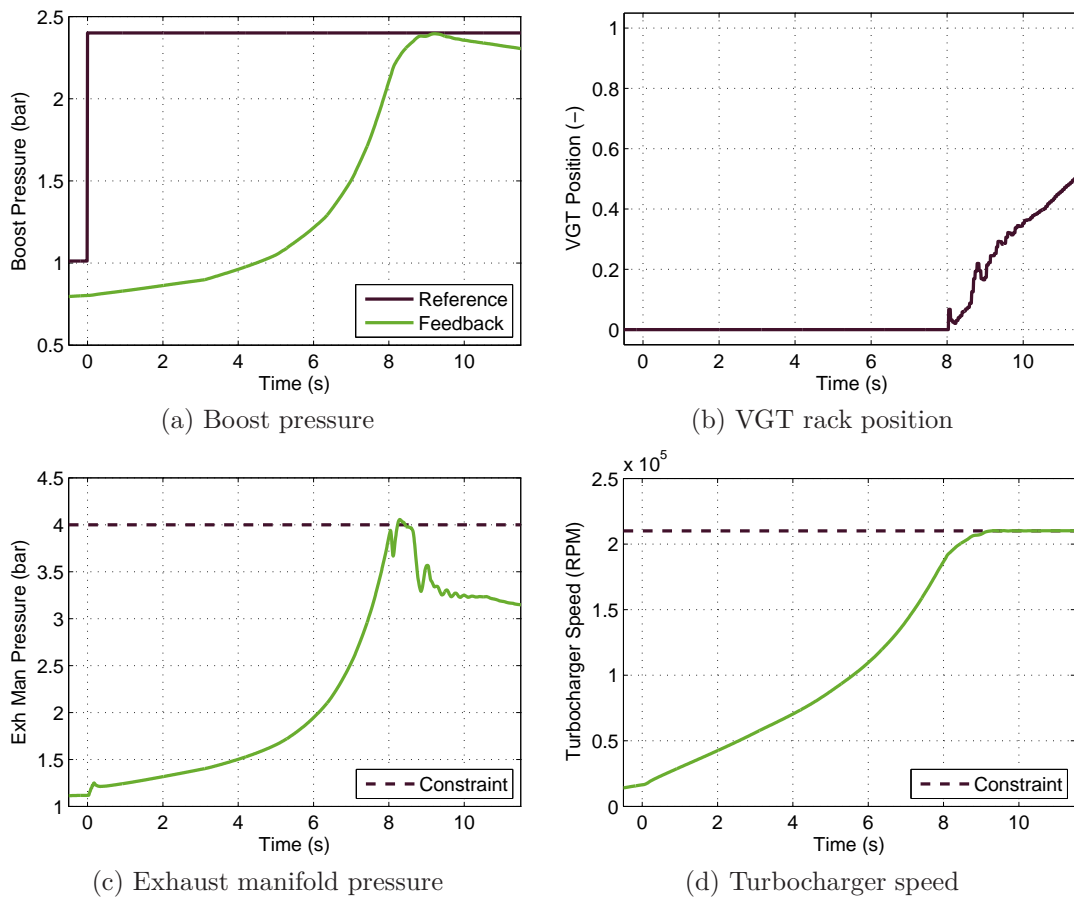 2.5
2
1.5
1
0.5
0
2
4
6
8
10
Boost Pressure (bar)
Time (s)
Reference
Feedback
(a) Boost pressure
1
0.8
0.6
0.4
0.2
0
0
2
4
6
8
10
VGT Position (−)
Time (s)
(b) VGT rack position
4.5
4
3.5
3
2.5
2
1.5
1
0
2
4
6
8
10
Exh Man Pressure (bar)
Time (s)
Constraint
(c) Exhaust manifold pressure
x 10^5
2.5
2
1.5
1
0.5
0
0
2
4
6
8
10
Turbocharger Speed (RPM)
Time (s)
Constraint
(d) Turbocharger speed